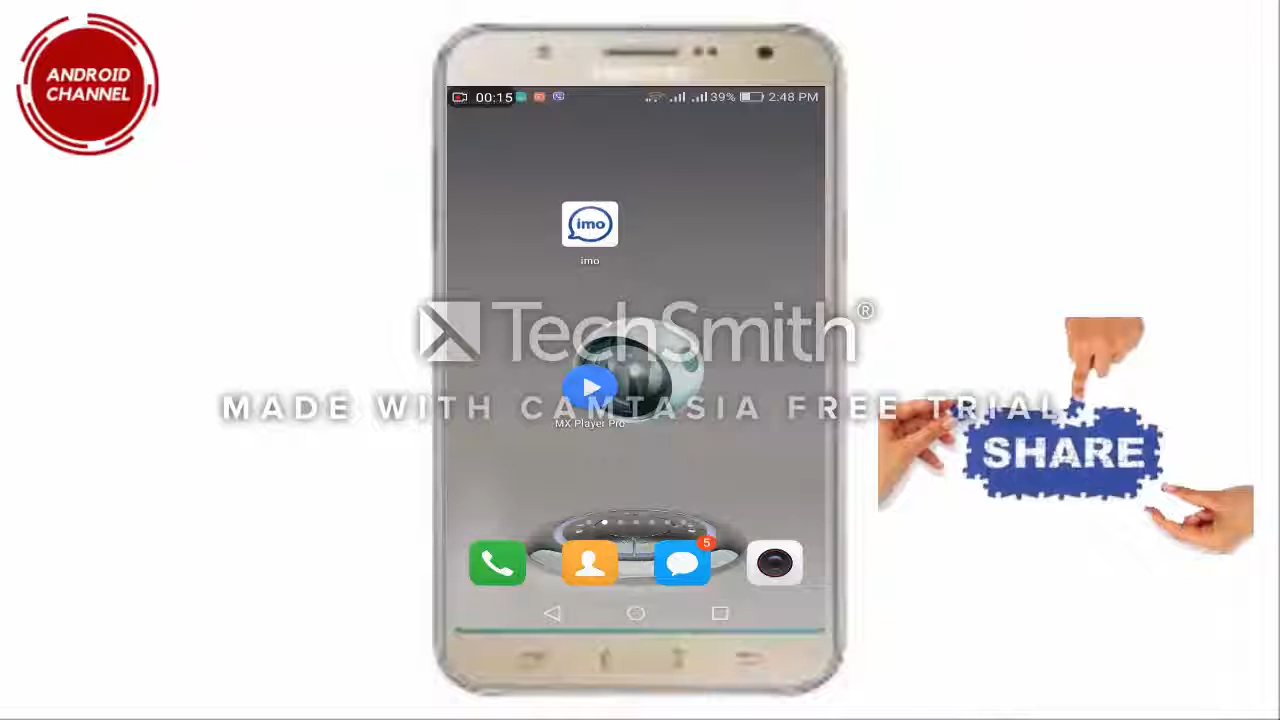 ANDROID
CHANNEL
00:15
39%
2:48 PM
imo
imo
TechSmith®
MX Player Pro
MADE WITH CAMTASIA FREE TRIAL
SHARE
5